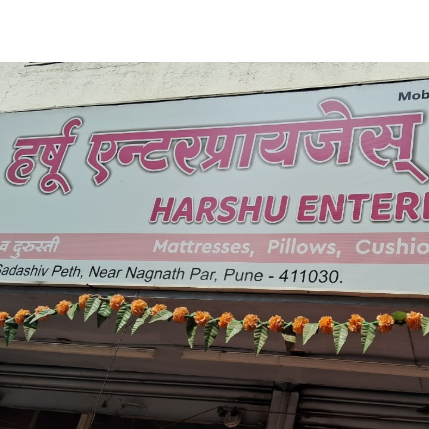 Mob
हर्षू एन्टरप्रायजेस्
HARSHU ENTER
व दुरुस्ती Mattresses, Pillows, Cushio
Sadashiv Peth, Near Nagnath Par, Pune - 411030.